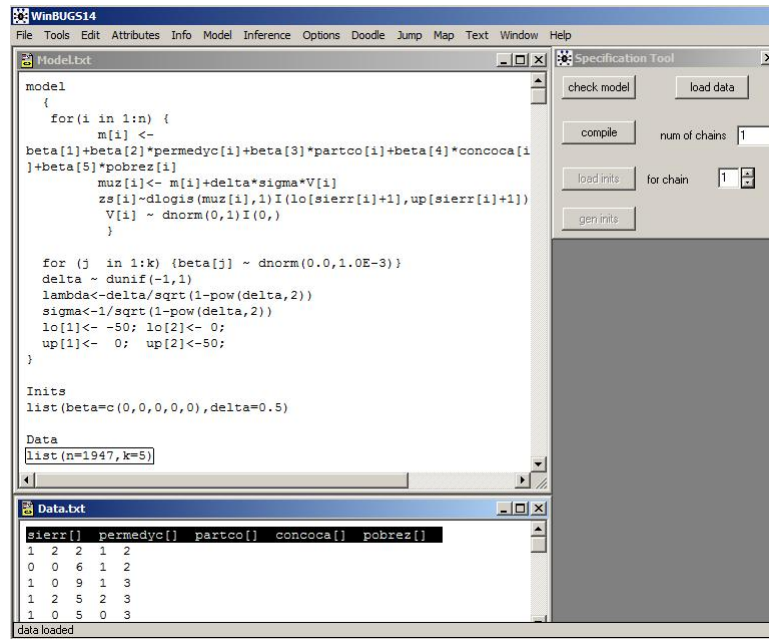 WinBUGS14
File Tools Edit Attributes Info Model Inference Options Doodle Jump Map Text Window Help
Model.txt
model
{
for(i in 1:n) {
m[i] <-
beta[1]+beta[2]*permedyc[i]+beta[3]*partco[i]+beta[4]*concoca[i
]+beta[5]*pobrez[i]
muz[i]<- m[i]+delta*sigma*V[i]
zs[i]~dlogis(muz[i],1)I(lo[sierr[i]+1],up[sierr[i]+1])
V[i] ~ dnorm(0,1)I(0,)
}
for (j in 1:k) {beta[j] ~ dnorm(0.0,1.0E-3)}
delta ~ dunif(-1,1)
lambda<-delta/sqrt(1-pow(delta,2))
sigma<-1/sqrt(1-pow(delta,2))
lo[1]<- -50; lo[2]<- 0;
up[1]<- 0; up[2]<-50;
}
Inits
list(beta=c(0,0,0,0,0),delta=0.5)
Data
list(n=1947,k=5)
Specification Tool
check model load data
compile num of chains 1
load inits for chain 1
gen inits
Data.txt
sierr[] permedyc[] partco[] concoca[] pobrez[]
1 2 2 1 2
0 0 6 1 2
1 0 9 1 3
1 2 5 2 3
1 0 5 0 3
data loaded